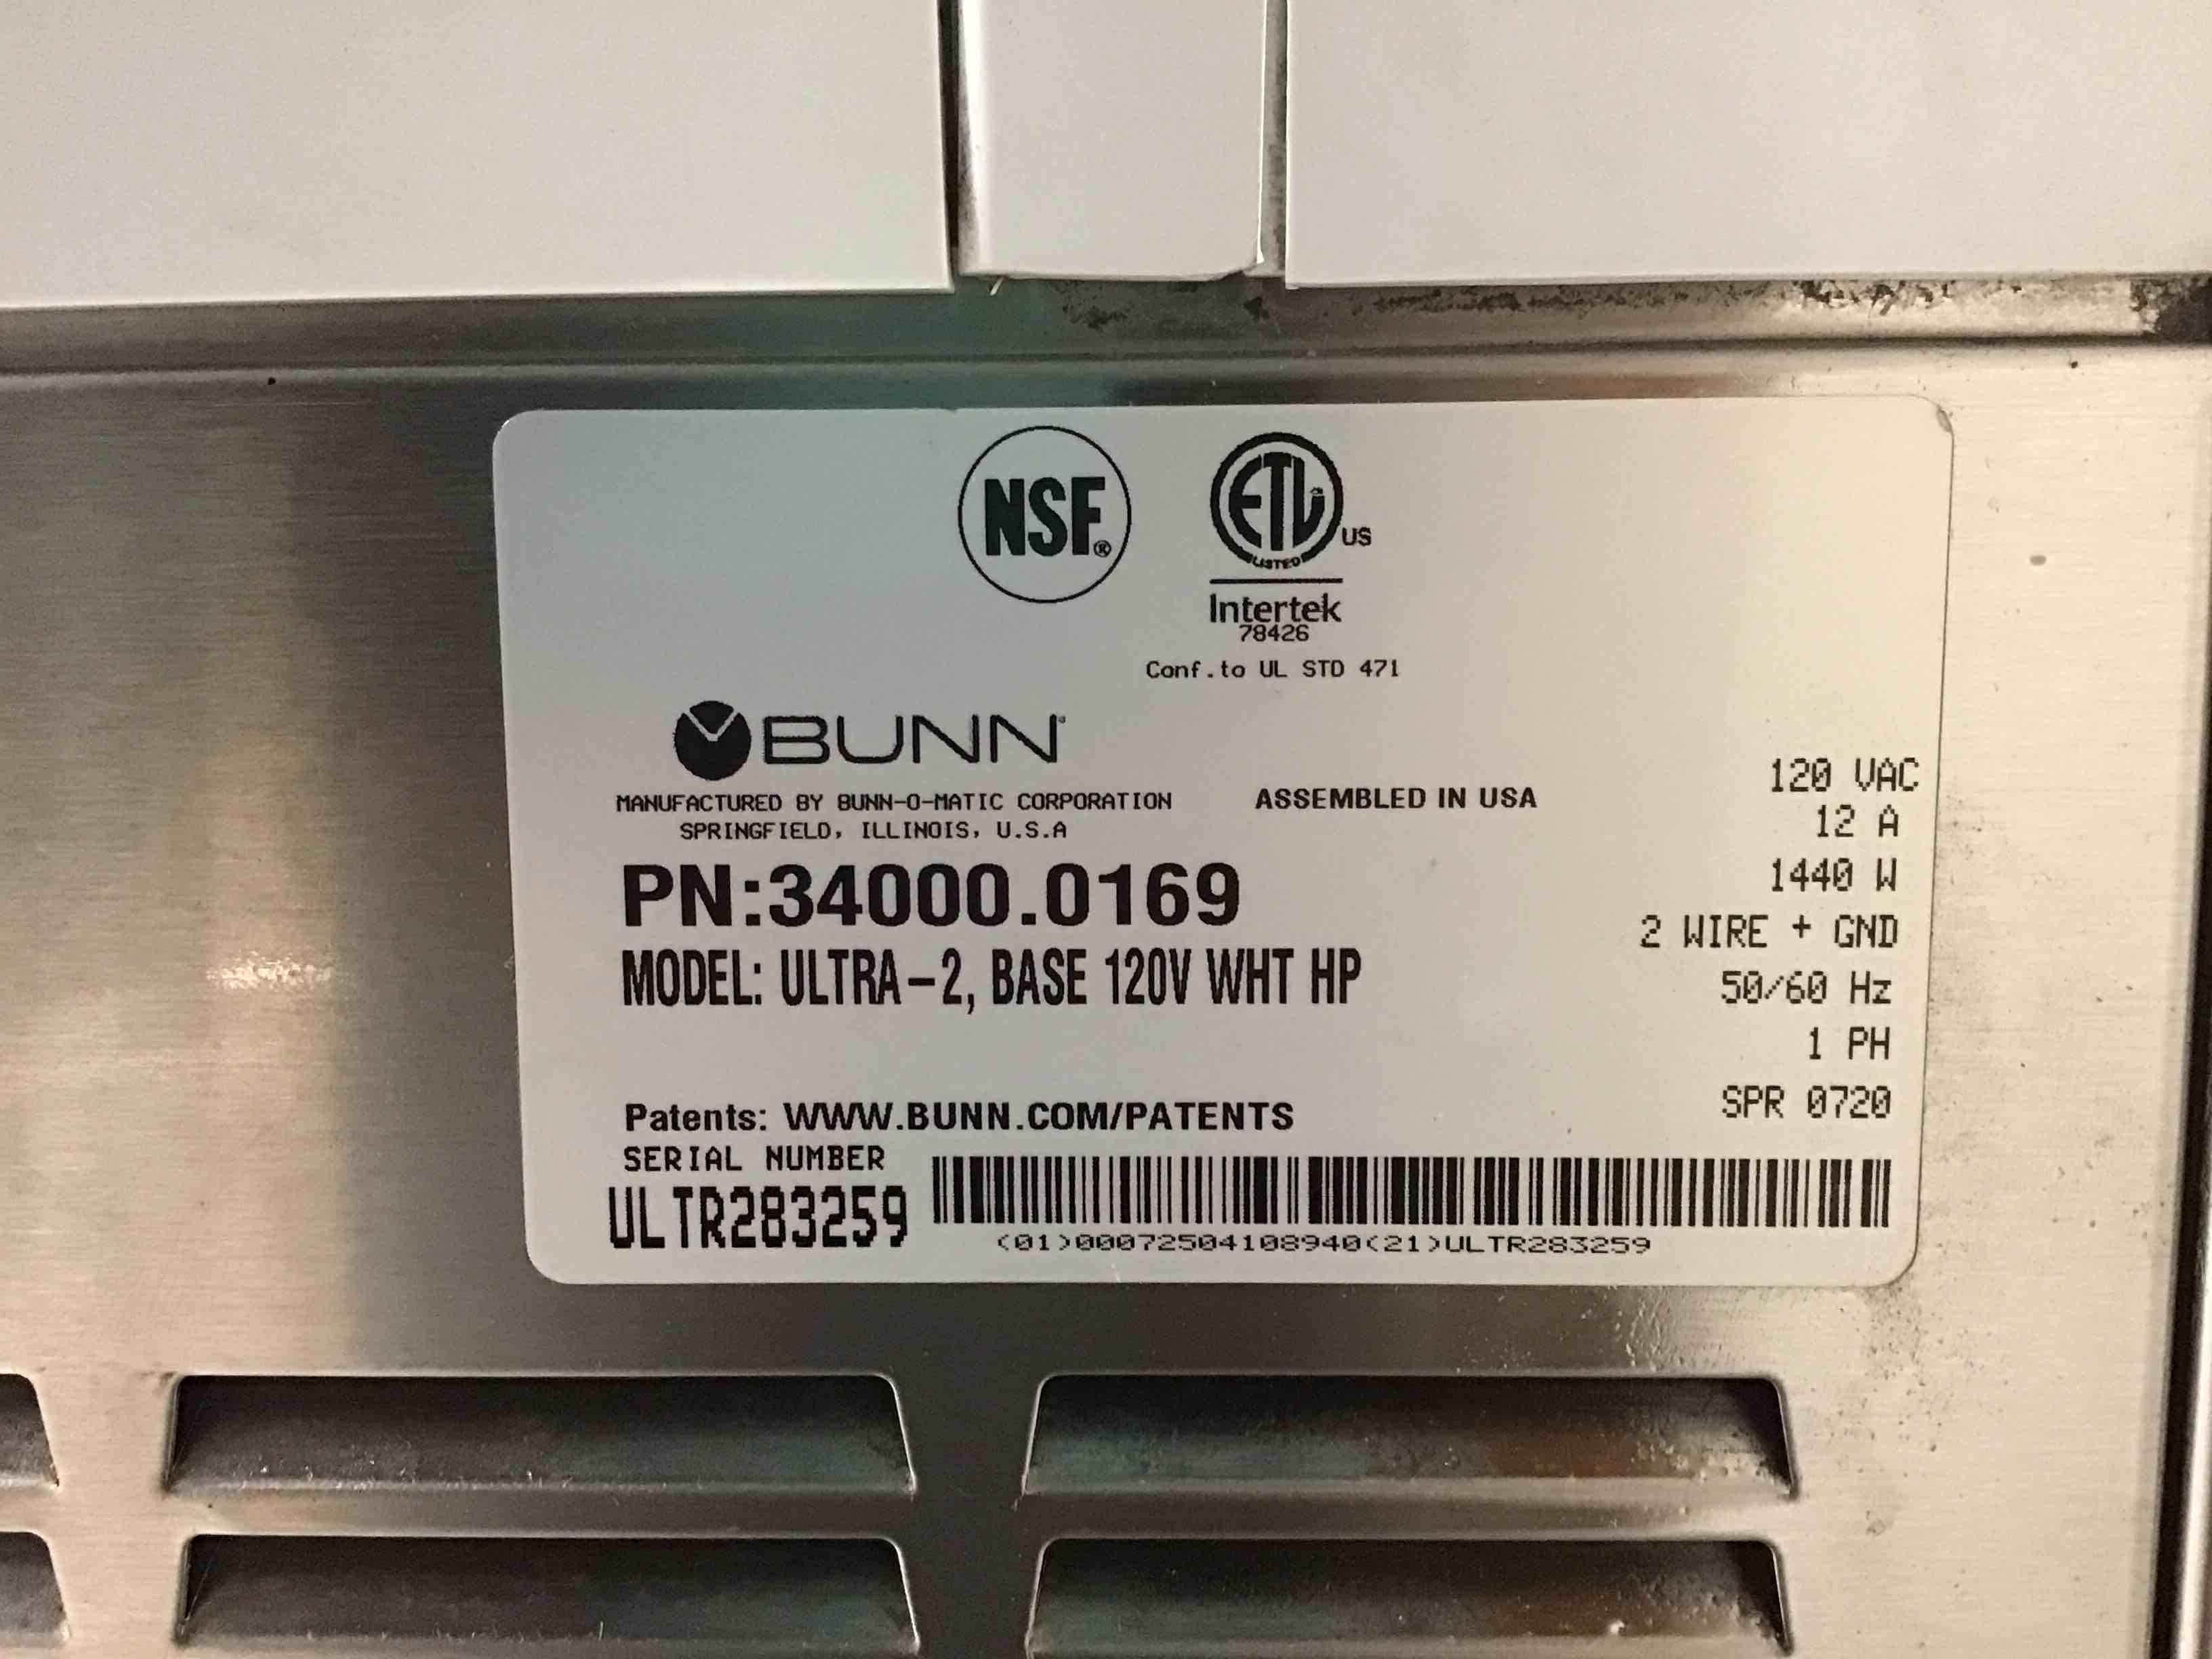 NSF®
ETL US
LISTED
Intertek
78426
Conf.to UL STD 471
BUNN®
MANUFACTURED BY BUNN-O-MATIC CORPORATION
SPRINGFIELD, ILLINOIS, U.S.A
ASSEMBLED IN USA
PN:34000.0169
MODEL: ULTRA-2, BASE 120V WHT HP
120 VAC
12 A
1440 W
2 WIRE + GND
50/60 Hz
1 PH
SPR 0720
Patents: WWW.BUNN.COM/PATENTS
SERIAL NUMBER
ULTR283259
(01)00072504108940(21)ULTR283259